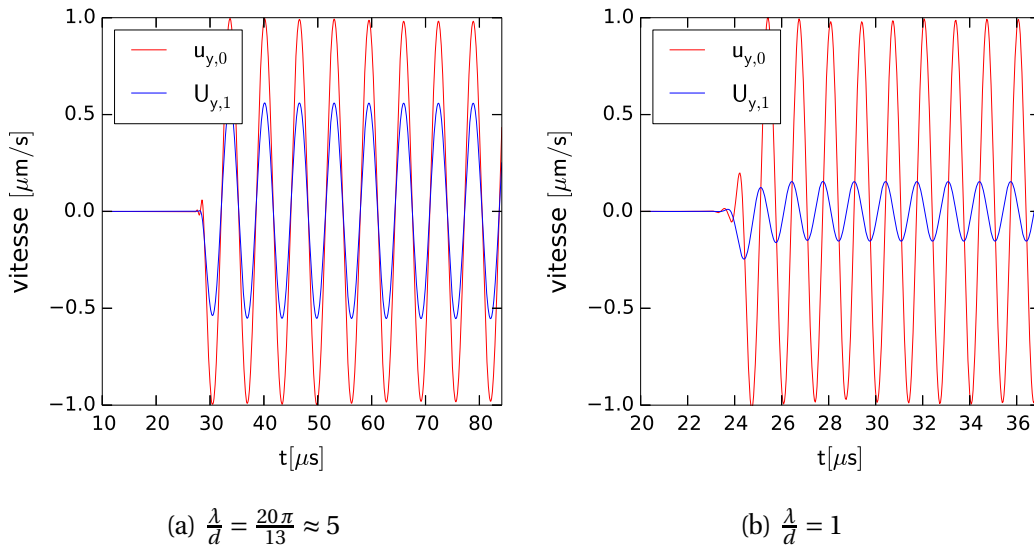 1.0
0.5
0.0
−0.5
−1.0
10 20 30 40 50 60 70 80
t[μs]
vitesse [μm/s]
u_{y,0}
U_{y,1}
(a) λ/d = 20π/13 ≈ 5
1.0
0.5
0.0
−0.5
−1.0
20 22 24 26 28 30 32 34 36
t[μs]
vitesse [μm/s]
u_{y,0}
U_{y,1}
(b) λ/d = 1